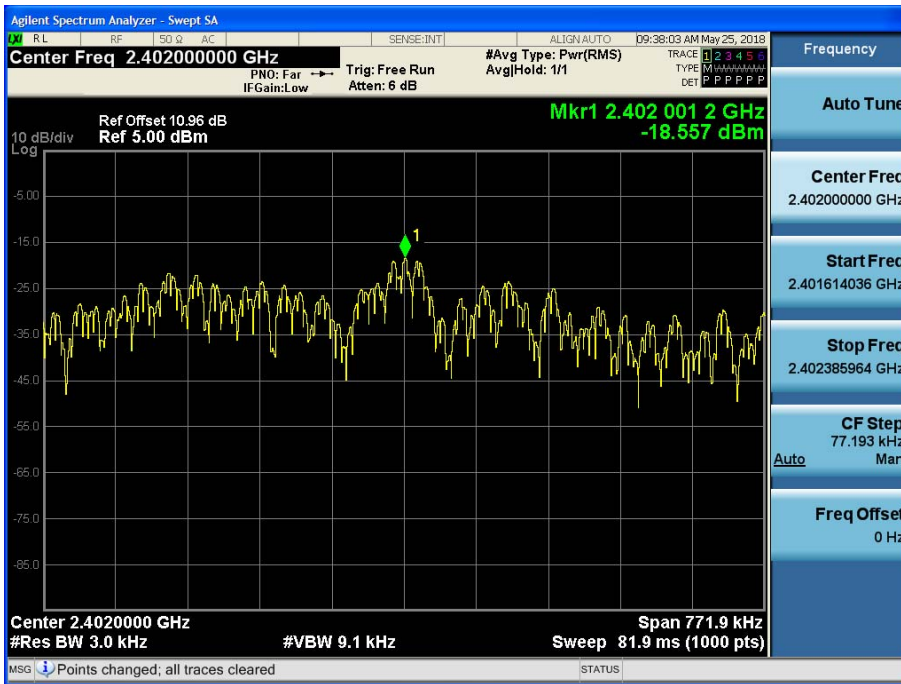 Agilent Spectrum Analyzer - Swept SA
LXI RL RF 50 Ω AC SENSE:INT ALIGN AUTO 09:38:03 AM May 25, 2018
Center Freq 2.402000000 GHz
PNO: Far
IFGain:Low
Trig: Free Run
Atten: 6 dB
#Avg Type: Pwr(RMS)
Avg|Hold: 1/1
TRACE 1 2 3 4 5 6
TYPE M
DET P P P P P P
Mkr1 2.402 001 2 GHz
-18.557 dBm
Ref Offset 10.96 dB
10 dB/div Ref 5.00 dBm
Log
1
-5.00
-15.0
-25.0
-35.0
-45.0
-55.0
-65.0
-75.0
-85.0
Center 2.4020000 GHz Span 771.9 kHz
#Res BW 3.0 kHz #VBW 9.1 kHz Sweep 81.9 ms (1000 pts)
MSG Points changed; all traces cleared STATUS
Frequency
Auto Tune
Center Freq
2.402000000 GHz
Start Freq
2.401614036 GHz
Stop Freq
2.402385964 GHz
CF Step
77.193 kHz
Auto Man
Freq Offset
0 Hz